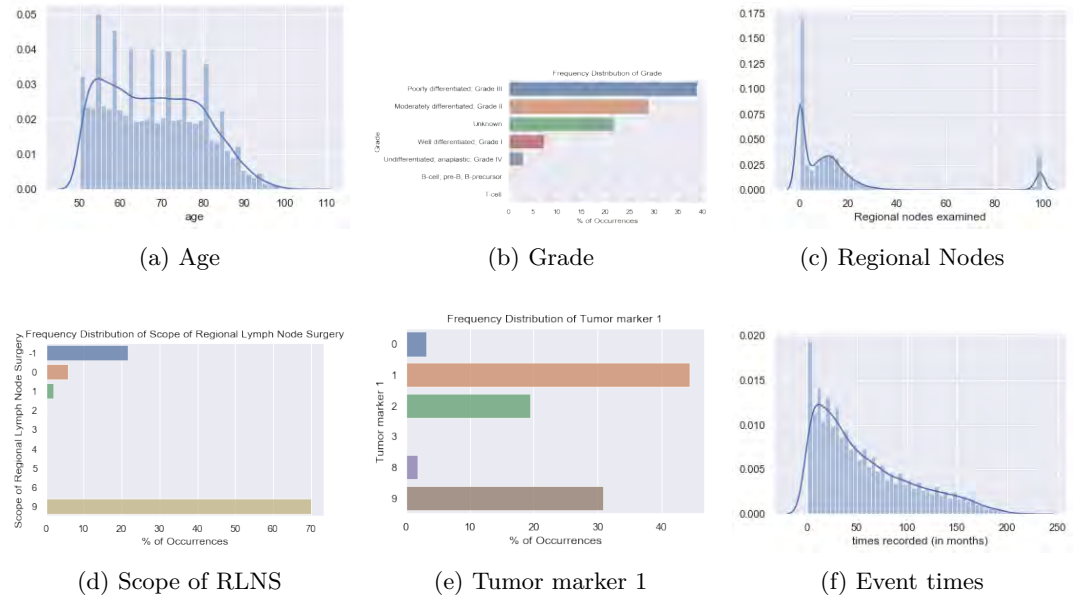 0.05
0.04
0.03
0.02
0.01
0.00
50 60 70 80 90 100 110
age
(a) Age
Frequency Distribution of Grade
Grade
Poorly differentiated; Grade III
Moderately differentiated; Grade II
Unknown
Well differentiated; Grade I
Undifferentiated; anaplastic; Grade IV
B-cell; pre-B; B-precursor
T-cell
0 5 10 15 20 25 30 35 40
% of Occurrences
(b) Grade
0.175
0.150
0.125
0.100
0.075
0.050
0.025
0.000
0 20 40 60 80 100
Regional nodes examined
(c) Regional Nodes
Frequency Distribution of Scope of Regional Lymph Node Surgery
Scope of Regional Lymph Node Surgery
-1
0
1
2
3
4
5
6
9
0 10 20 30 40 50 60 70
% of Occurrences
(d) Scope of RLNS
Frequency Distribution of Tumor marker 1
Tumor marker 1
0
1
2
3
8
9
0 10 20 30 40
% of Occurrences
(e) Tumor marker 1
0.020
0.015
0.010
0.005
0.000
0 50 100 150 200 250
times recorded (in months)
(f) Event times